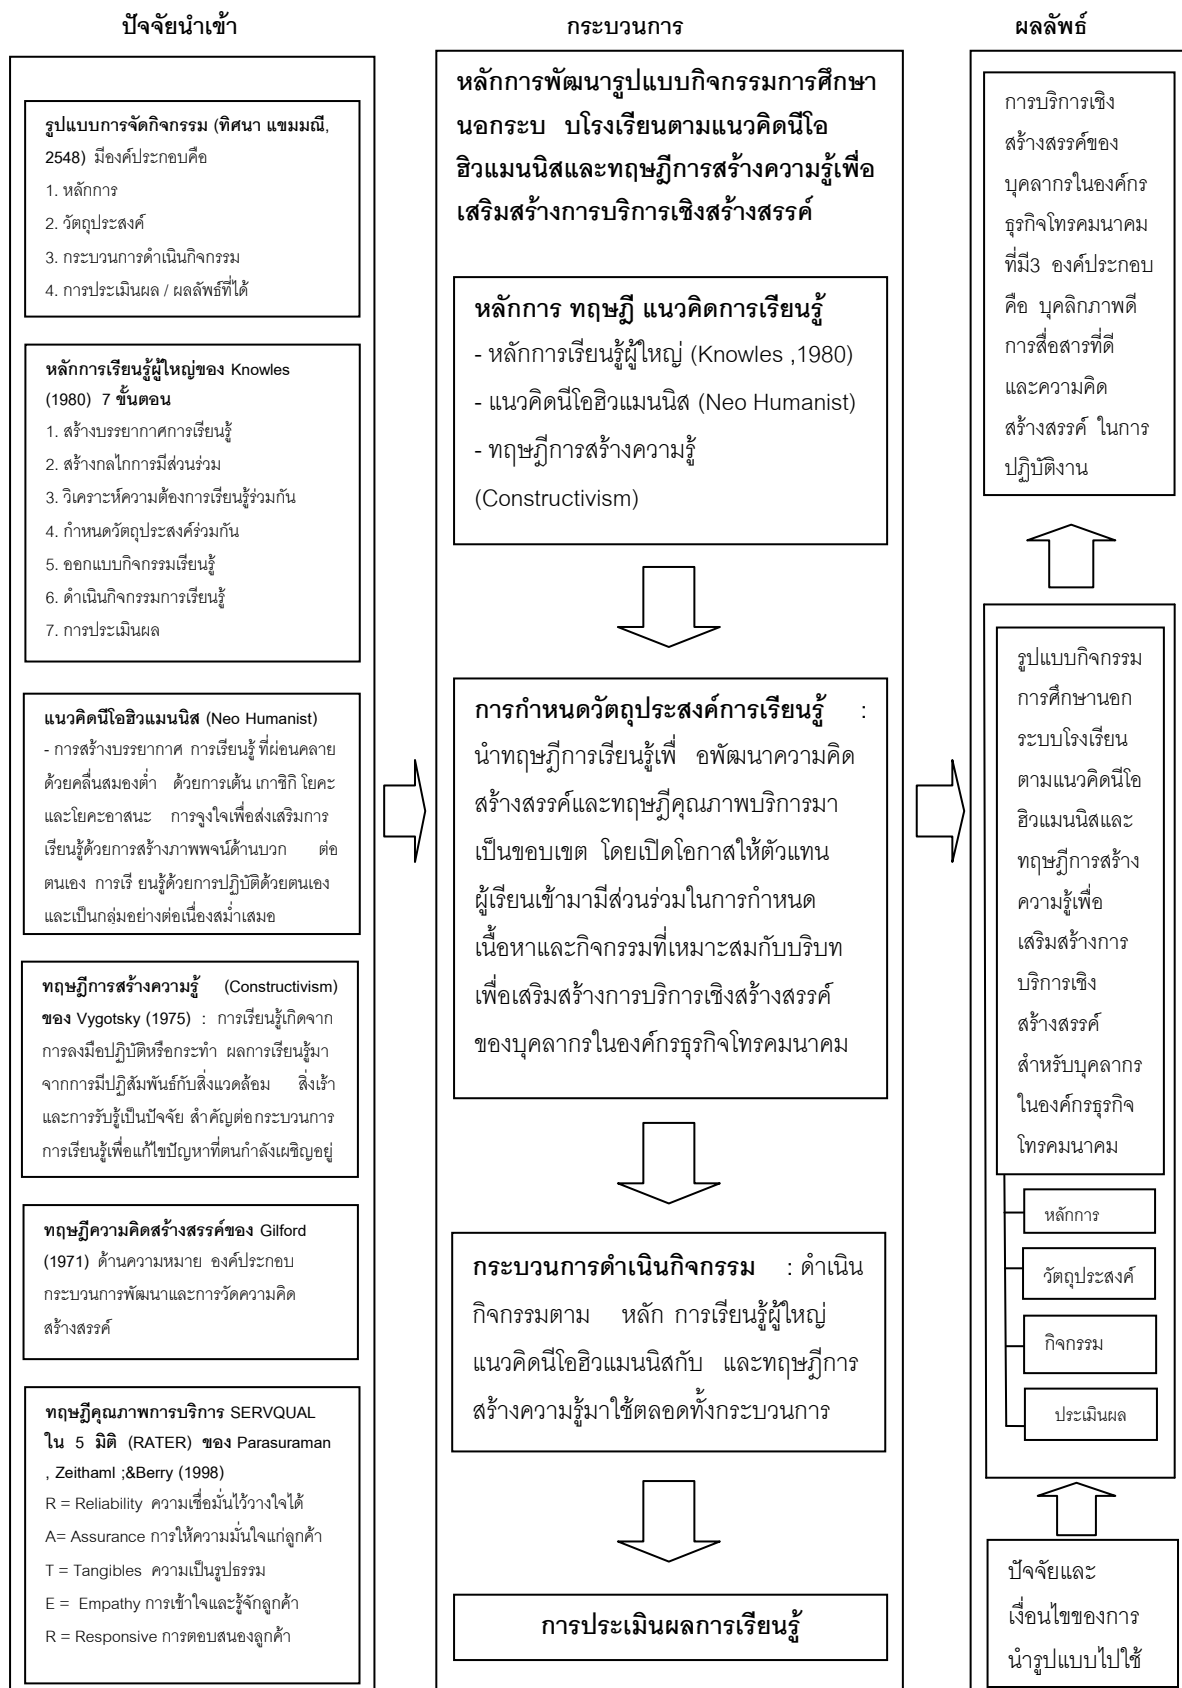 ปัจจัยนำเข้า
รูปแบบการจัดกิจกรรม (ทิศนา แขมมณี,
2548) มีองค์ประกอบคือ
1. หลักการ
2. วัตถุประสงค์
3. กระบวนการดำเนินกิจกรรม
4. การประเมินผล / ผลลัพธ์ที่ได้
หลักการเรียนรู้ผู้ใหญ่ของ Knowles
(1980) 7 ขั้นตอน
1. สร้างบรรยากาศการเรียนรู้
2. สร้างกลไกการมีส่วนร่วม
3. วิเคราะห์ความต้องการเรียนรู้ร่วมกัน
4. กำหนดวัตถุประสงค์ร่วมกัน
5. ออกแบบกิจกรรมเรียนรู้
6. ดำเนินกิจกรรมการเรียนรู้
7. การประเมินผล
แนวคิดนีโอฮิวแมนนิส (Neo Humanist)
- การสร้างบรรยากาศ การเรียนรู้ ที่ผ่อนคลาย
ด้วยคลื่นสมองต่ำ ด้วยการเต้น เกาชิกิ โยคะ
และโยคะอาสนะ การจูงใจเพื่อส่งเสริมการ
เรียนรู้ด้วยการสร้างภาพพจน์ด้านบวก ต่อ
ตนเอง การเรี ยนรู้ด้วยการปฏิบัติด้วยตนเอง
และเป็นกลุ่มอย่างต่อเนื่องสม่ำเสมอ
ทฤษฎีการสร้างความรู้ (Constructivism)
ของ Vygotsky (1975) : การเรียนรู้เกิดจาก
การลงมือปฏิบัติหรือกระทำ ผลการเรียนรู้มา
จากการมีปฏิสัมพันธ์กับสิ่งแวดล้อม สิ่งเร้า
และการรับรู้เป็นปัจจัย สำคัญต่อกระบวนการ
การเรียนรู้เพื่อแก้ไขปัญหาที่ตนกำลังเผชิญอยู่
ทฤษฎีความคิดสร้างสรรค์ของ Gilford
(1971) ด้านความหมาย องค์ประกอบ
กระบวนการพัฒนาและการวัดความคิด
สร้างสรรค์
ทฤษฎีคุณภาพการบริการ SERVQUAL
ใน 5 มิติ (RATER) ของ Parasuraman
, Zeithaml ;&Berry (1998)
R = Reliability ความเชื่อมั่นไว้วางใจได้
A= Assurance การให้ความมั่นใจแก่ลูกค้า
T = Tangibles ความเป็นรูปธรรม
E = Empathy การเข้าใจและรู้จักลูกค้า
R = Responsive การตอบสนองลูกค้า
กระบวนการ
หลักการพัฒนารูปแบบกิจกรรมการศึกษา
นอกระบ บโรงเรียนตามแนวคิดนีโอ
ฮิวแมนนิสและทฤษฎีการสร้างความรู้เพื่อ
เสริมสร้างการบริการเชิงสร้างสรรค์
หลักการ ทฤษฎี แนวคิดการเรียนรู้
- หลักการเรียนรู้ผู้ใหญ่ (Knowles ,1980)
- แนวคิดนีโอฮิวแมนนิส (Neo Humanist)
- ทฤษฎีการสร้างความรู้
(Constructivism)
การกำหนดวัตถุประสงค์การเรียนรู้ :
นำทฤษฎีการเรียนรู้เพื่ อพัฒนาความคิด
สร้างสรรค์และทฤษฎีคุณภาพบริการมา
เป็นขอบเขต โดยเปิดโอกาสให้ตัวแทน
ผู้เรียนเข้ามามีส่วนร่วมในการกำหนด
เนื้อหาและกิจกรรมที่เหมาะสมกับบริบท
เพื่อเสริมสร้างการบริการเชิงสร้างสรรค์
ของบุคลากรในองค์กรธุรกิจโทรคมนาคม
กระบวนการดำเนินกิจกรรม : ดำเนิน
กิจกรรมตาม หลัก การเรียนรู้ผู้ใหญ่
แนวคิดนีโอฮิวแมนนิสกับ และทฤษฎีการ
สร้างความรู้มาใช้ตลอดทั้งกระบวนการ
การประเมินผลการเรียนรู้
ผลลัพธ์
การบริการเชิง
สร้างสรรค์ของ
บุคลากรในองค์กร
ธุรกิจโทรคมนาคม
ที่มี3 องค์ประกอบ
คือ บุคลิกภาพดี
การสื่อสารที่ดี
และความคิด
สร้างสรรค์ ในการ
ปฏิบัติงาน
รูปแบบกิจกรรม
การศึกษานอก
ระบบโรงเรียน
ตามแนวคิดนีโอ
ฮิวแมนนิสและ
ทฤษฎีการสร้าง
ความรู้เพื่อ
เสริมสร้างการ
บริการเชิง
สร้างสรรค์
สำหรับบุคลากร
ในองค์กรธุรกิจ
โทรคมนาคม
หลักการ
วัตถุประสงค์
กิจกรรม
ประเมินผล
ปัจจัยและ
เงื่อนไขของการ
นำรูปแบบไปใช้